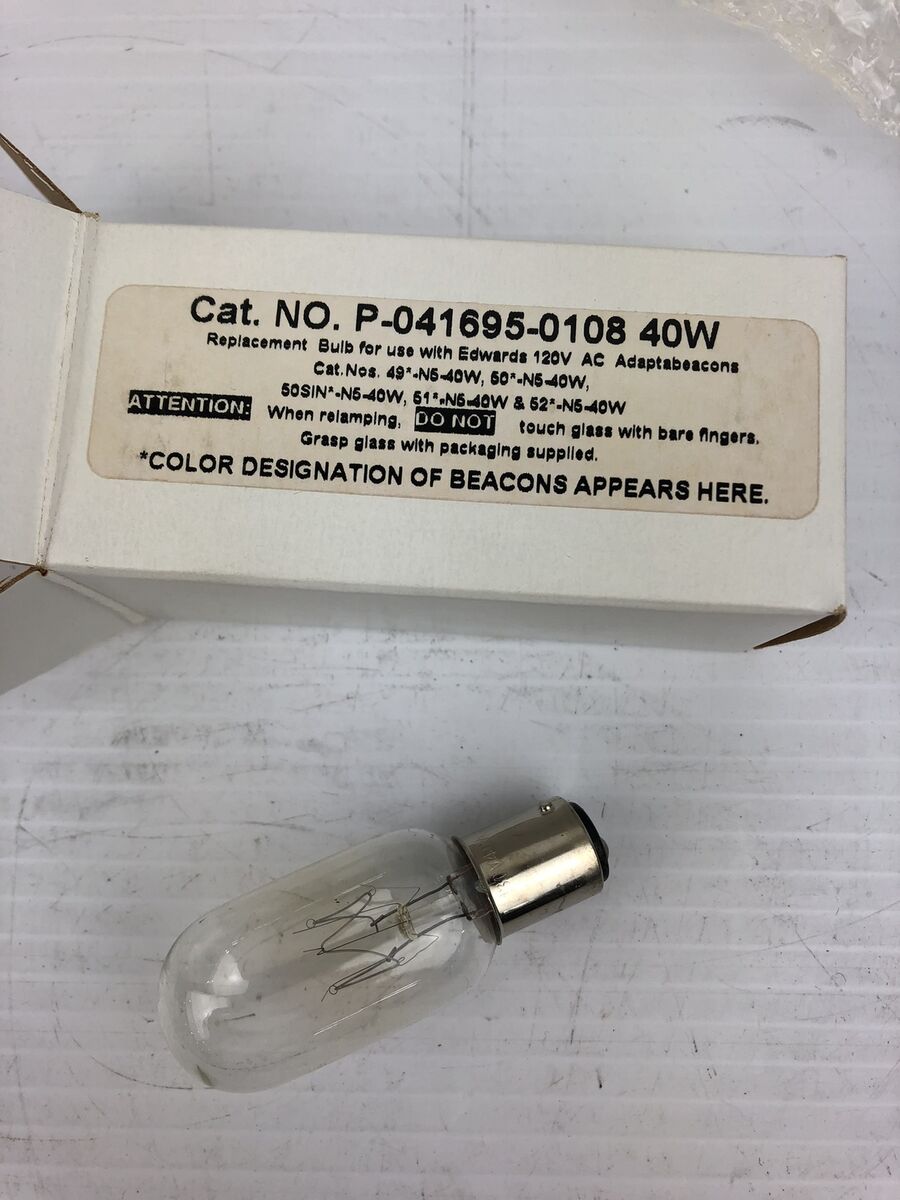 Cat. NO. P-041695-0108 40W
Replacement Bulb for use with Edwards 120V AC Adaptabeacons
Cat.Nos. 49*-N5-40W, 50*-N5-40W,
50SIN*-N5-40W, 51*-N5-40W & 52*-N5-40W
ATTENTION: When relamping, DO NOT touch glass with bare fingers.
Grasp glass with packaging supplied.
*COLOR DESIGNATION OF BEACONS APPEARS HERE.